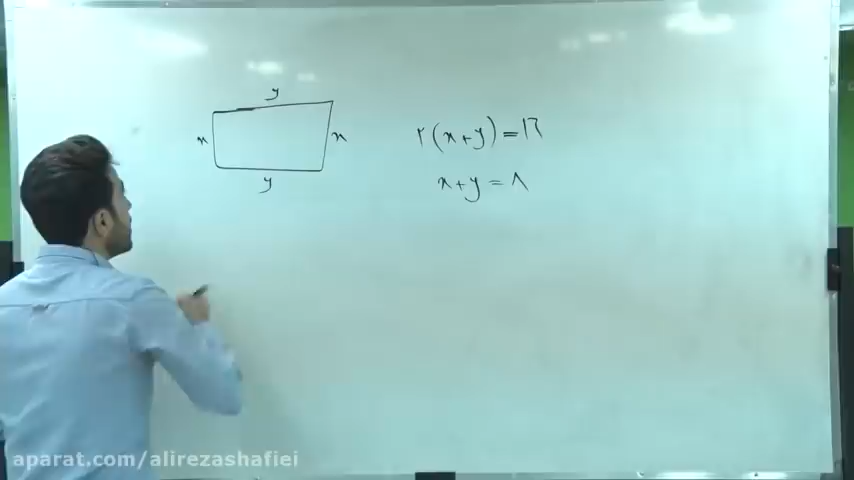 y
x
x
y
۲(x+y)=۱۶
x+y=۸
aparat.com/alirezashafiei